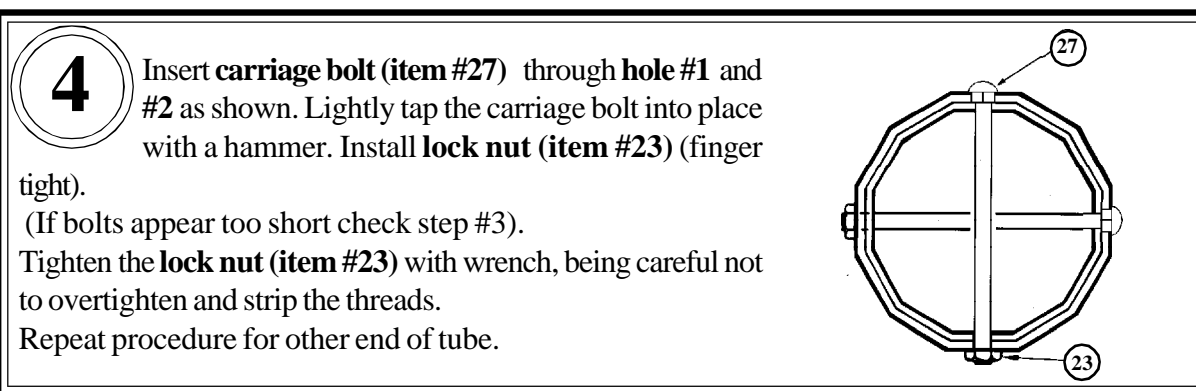 4
Insert carriage bolt (item #27) through hole #1 and
#2 as shown. Lightly tap the carriage bolt into place
with a hammer. Install lock nut (item #23) (finger
tight).
(If bolts appear too short check step #3).
Tighten the lock nut (item #23) with wrench, being careful not
to overtighten and strip the threads.
Repeat procedure for other end of tube.
27
23